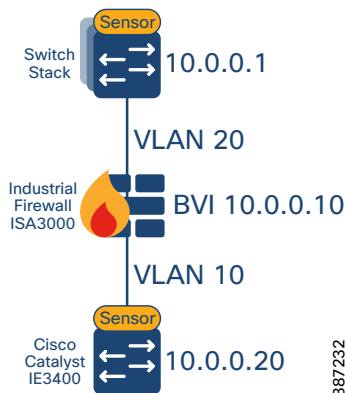 Sensor
Switch
Stack
10.0.0.1
VLAN 20
Industrial
Firewall
ISA3000
BVI 10.0.0.10
VLAN 10
Sensor
Cisco
Catalyst
IE3400
10.0.0.20
387232